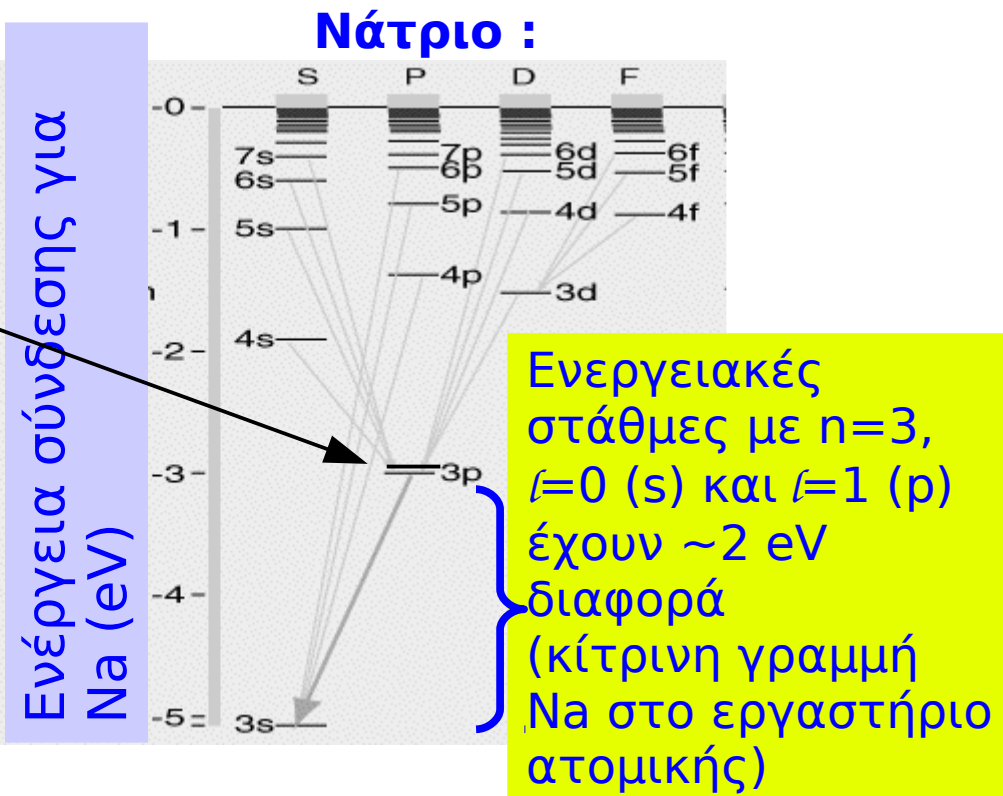 Νάτριο :
Ενέργεια σύνδεσης για
Na (eV)
S P D F
-0
-1
-2
-3
-4
-5
7s
6s
5s
4s
3s
7p
6p
5p
4p
3p
6d
5d
4d
3d
6f
5f
4f
Ενεργειακές
στάθμες με n=3,
ℓ=0 (s) και ℓ=1 (p)
έχουν ~2 eV
διαφορά
(κίτρινη γραμμή
Na στο εργαστήριο
ατομικής)